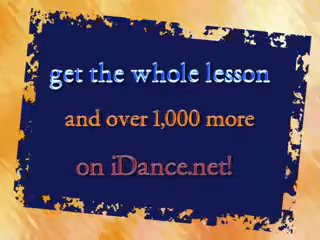 get the whole lesson
and over 1,000 more
on iDance.net!